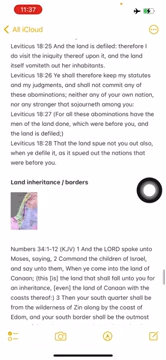 11:37
All iCloud
Leviticus 18:25 And the land is defiled: therefore I
do visit the iniquity thereof upon it, and the land
itself vomiteth out her inhabitants.
Leviticus 18:26 Ye shall therefore keep my statutes
and my judgments, and shall not commit any of
these abominations; neither any of your own
nation, nor any stranger that sojourneth among you:
Leviticus 18:27 (For all these abominations have the
men of the land done, which were before you, and
the land is defiled;)
Leviticus 18:28 That the land spue not you out also,
when ye defile it, as it spued out the nations that
were before you.
Land inheritance / borders
Numbers 34:1-12 (KJV) 1 And the LORD spake unto
Moses, saying, 2 Command the children of Israel,
and say unto them, When ye come into the land of
Canaan; (this [is] the land that shall fall unto you for
an inheritance, [even] the land of Canaan with the
coasts thereof:) 3 Then your south quarter shall be
from the wilderness of Zin along by the coast of
Edom, and your south border shall be the outmost